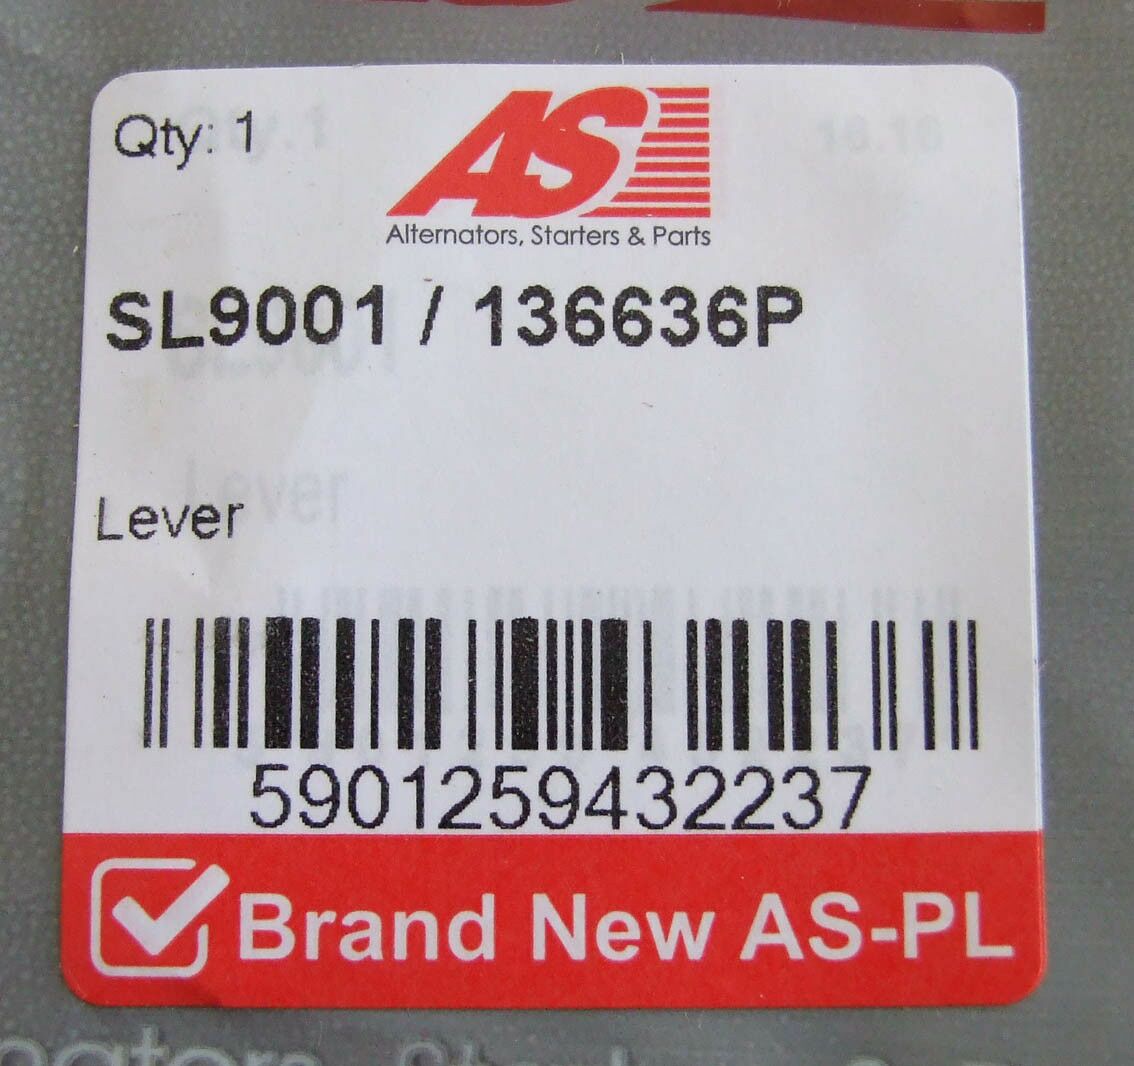 Qty: 1
AS
Alternators, Starters & Parts
SL9001 / 136636P
Lever
5901259432237
Brand New AS-PL